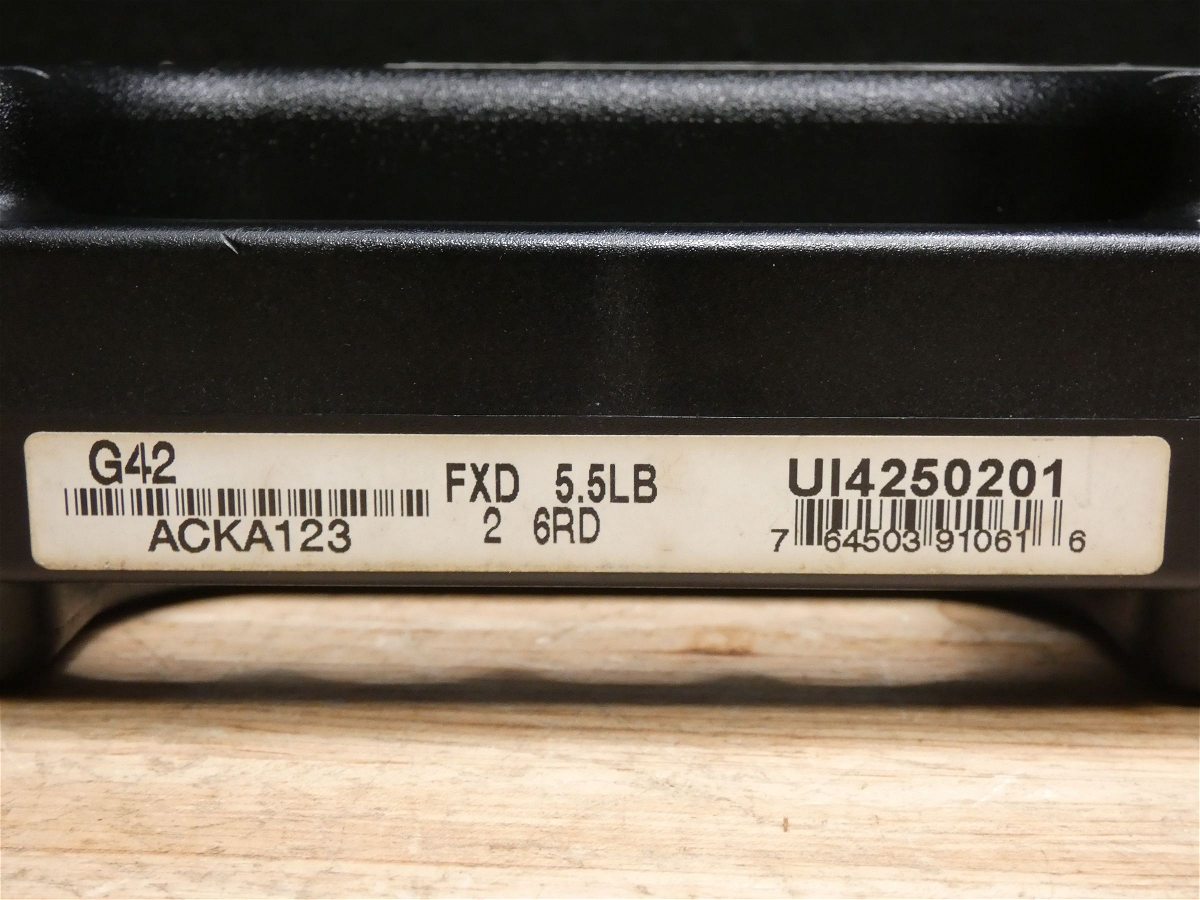 G42
ACKA123
FXD 5.5LB
2 6RD
UI4250201
7 64503 91061 6